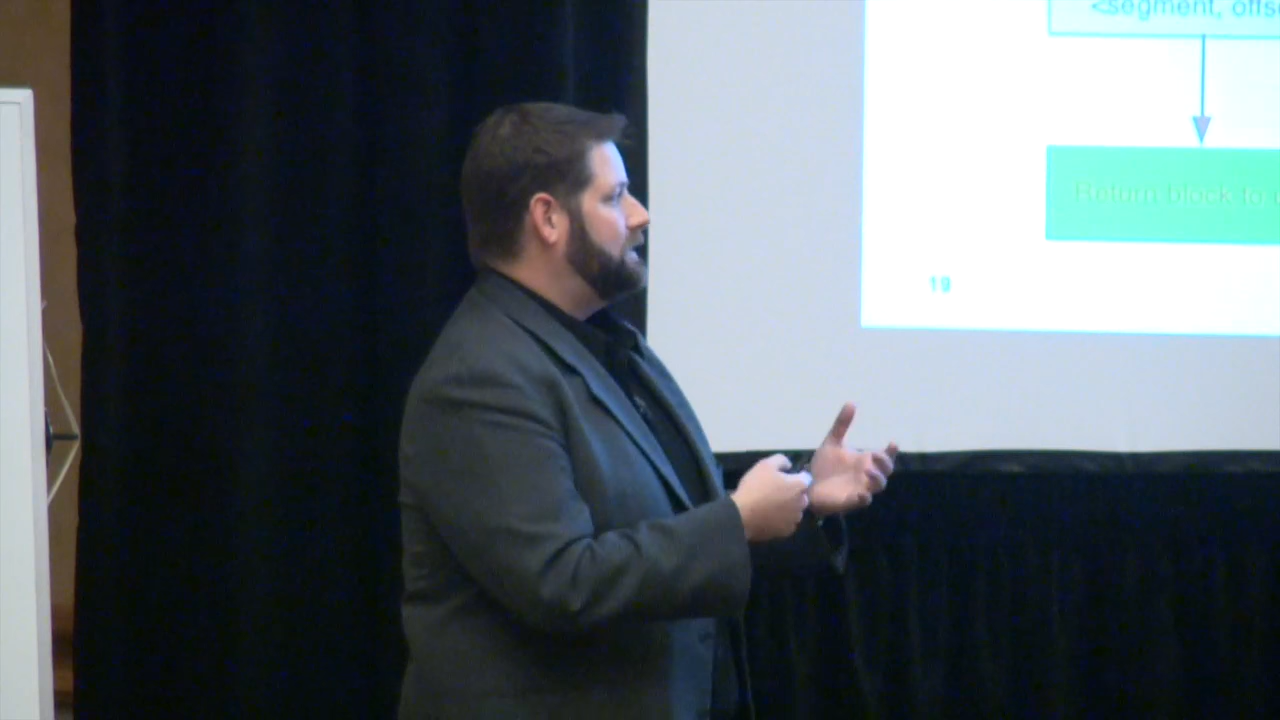 <segment, offs
Return block to
19